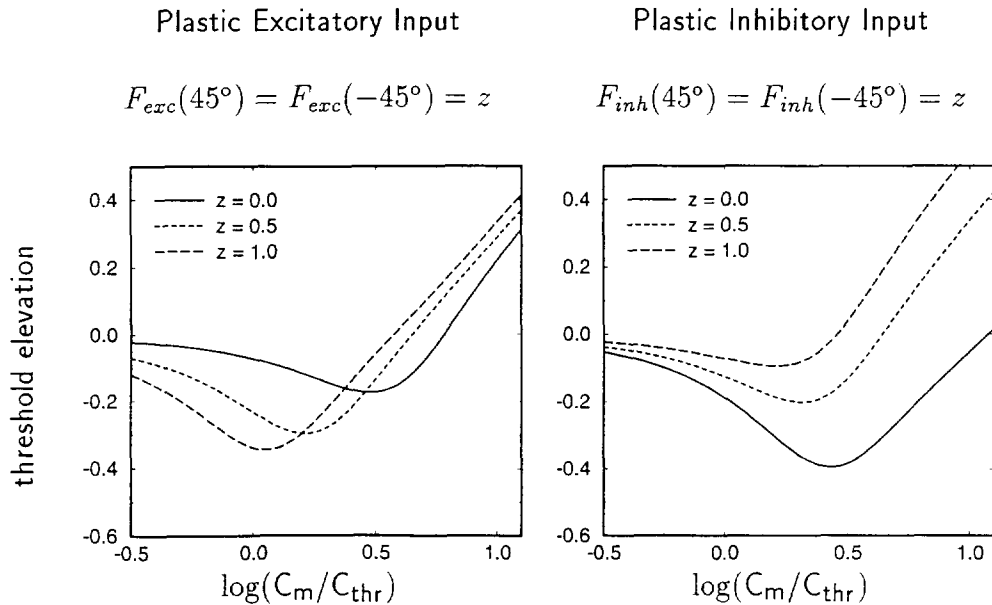 Plastic Excitatory Input
F_exc(45°) = F_exc(−45°) = z
threshold elevation
0.4
0.2
0.0
-0.2
-0.4
-0.6
z = 0.0
z = 0.5
z = 1.0
-0.5 0.0 0.5 1.0
log(C_m/C_thr)
Plastic Inhibitory Input
F_inh(45°) = F_inh(−45°) = z
0.4
0.2
0.0
-0.2
-0.4
-0.6
z = 0.0
z = 0.5
z = 1.0
-0.5 0.0 0.5 1.0
log(C_m/C_thr)